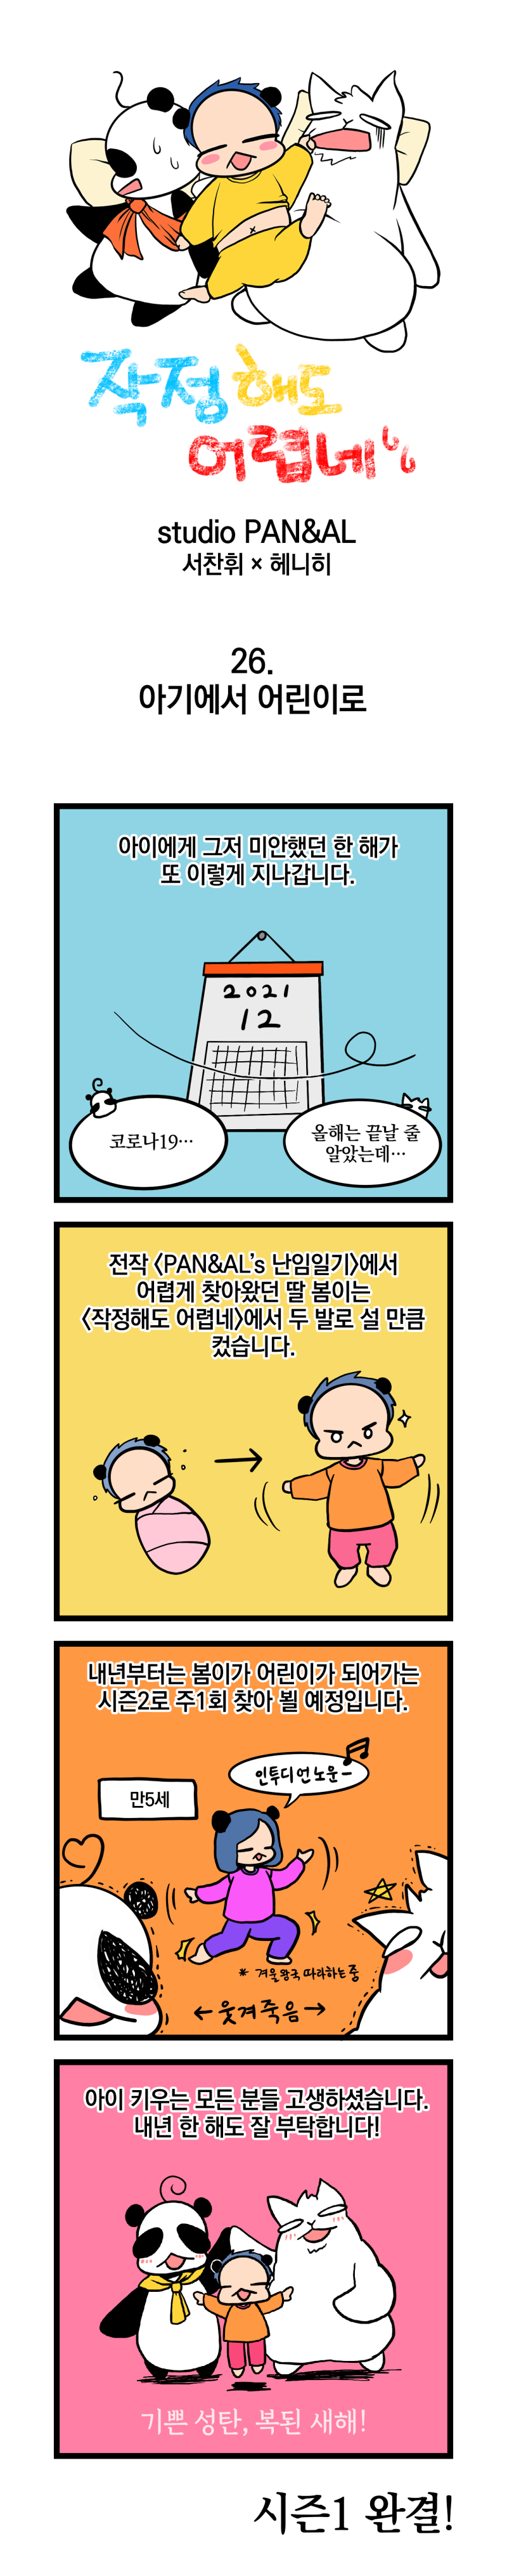 작정해도
어렵네
studio PAN&AL
서찬휘 × 헤니히
26.
아기에서 어린이로
아이에게 그저 미안했던 한 해가
또 이렇게 지나갑니다.
2021
12
코로나19…
올해는 끝날 줄
알았는데…
전작 〈PAN&AL's 난임일기〉에서
어렵게 찾아왔던 딸 봄이는
〈작정해도 어렵네〉에서 두 발로 설 만큼
컸습니다.
내년부터는 봄이가 어린이가 되어가는
시즌2로 주1회 찾아 뵐 예정입니다.
인투디언노운~
만5세
* 겨울왕국 따라하는 중
← 웃겨 죽음 →
아이 키우는 모든 분들 고생하셨습니다.
내년 한 해도 잘 부탁합니다!
기쁜 성탄, 복된 새해!
시즌1 완결!